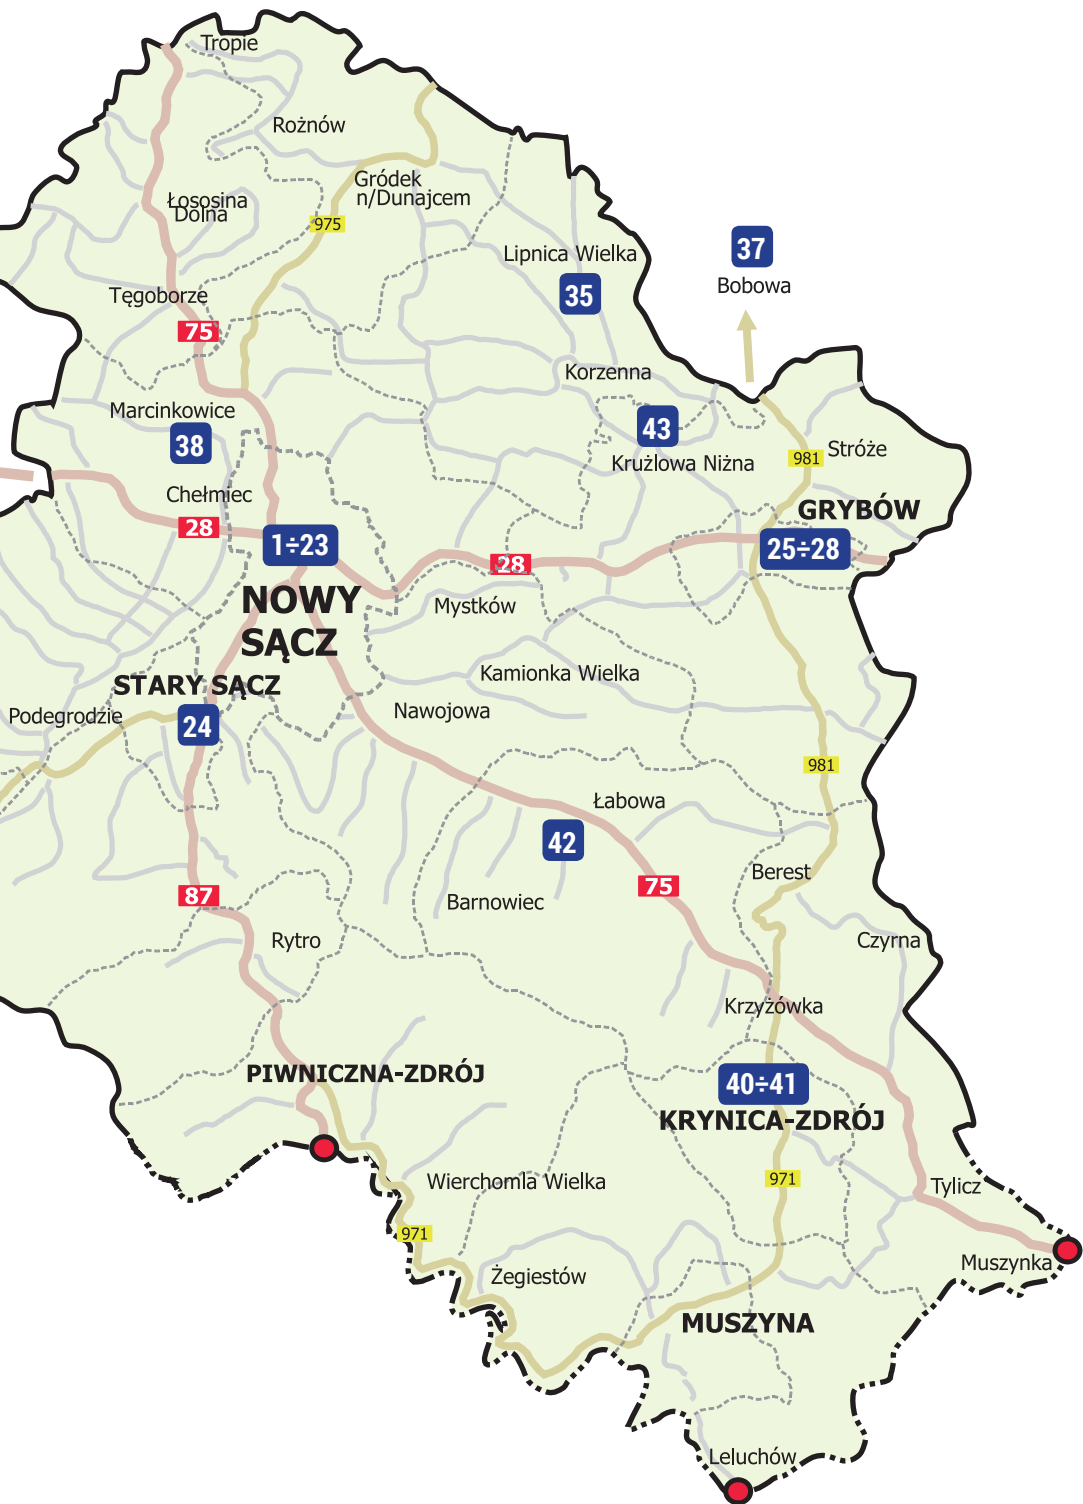 Tropie
Rożnów
Gródek
n/Dunajcem
Łososina
Dolna
975
37
Lipnica Wielka
Bobowa
35
Tęgoborze
75
Korzenna
Marcinkowice
43
38
Stróże
981
Krużlowa Niżna
Chełmiec
GRYBÓW
28
1÷23
25÷28
28
NOWY
SĄCZ
Mystków
Kamionka Wielka
STARY SĄCZ
Podegrodzie
24
Nawojowa
981
Łabowa
42
Berest
75
87
Barnowiec
Rytro
Czyrna
Krzyżówka
PIWNICZNA-ZDRÓJ
40÷41
KRYNICA-ZDRÓJ
971
Wierchomla Wielka
Tylicz
971
Muszynka
Żegiestów
MUSZYNA
Leluchów